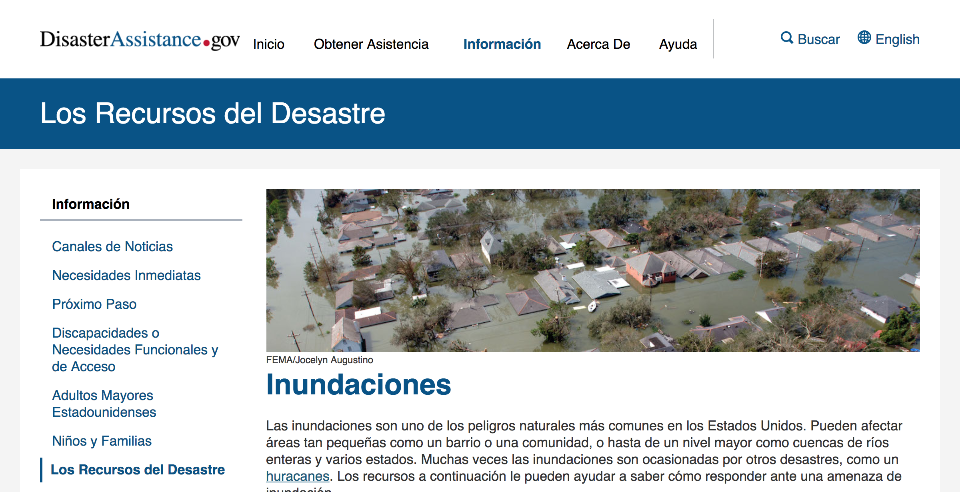 DisasterAssistance.gov
Inicio
Obtener Asistencia
Información
Acerca De
Ayuda
Buscar
English
Los Recursos del Desastre
Información
Canales de Noticias
Necesidades Inmediatas
Próximo Paso
Discapacidades o
Necesidades Funcionales y
de Acceso
Adultos Mayores
Estadounidenses
Niños y Familias
Los Recursos del Desastre
FEMA/Jocelyn Augustino
Inundaciones
Las inundaciones son uno de los peligros naturales más comunes en los Estados Unidos. Pueden afectar
áreas tan pequeñas como un barrio o una comunidad, o hasta de un nivel mayor como cuencas de ríos
enteras y varios estados. Muchas veces las inundaciones son ocasionadas por otros desastres, como un
huracanes. Los recursos a continuación le pueden ayudar a saber cómo responder ante una amenaza de
inundación.